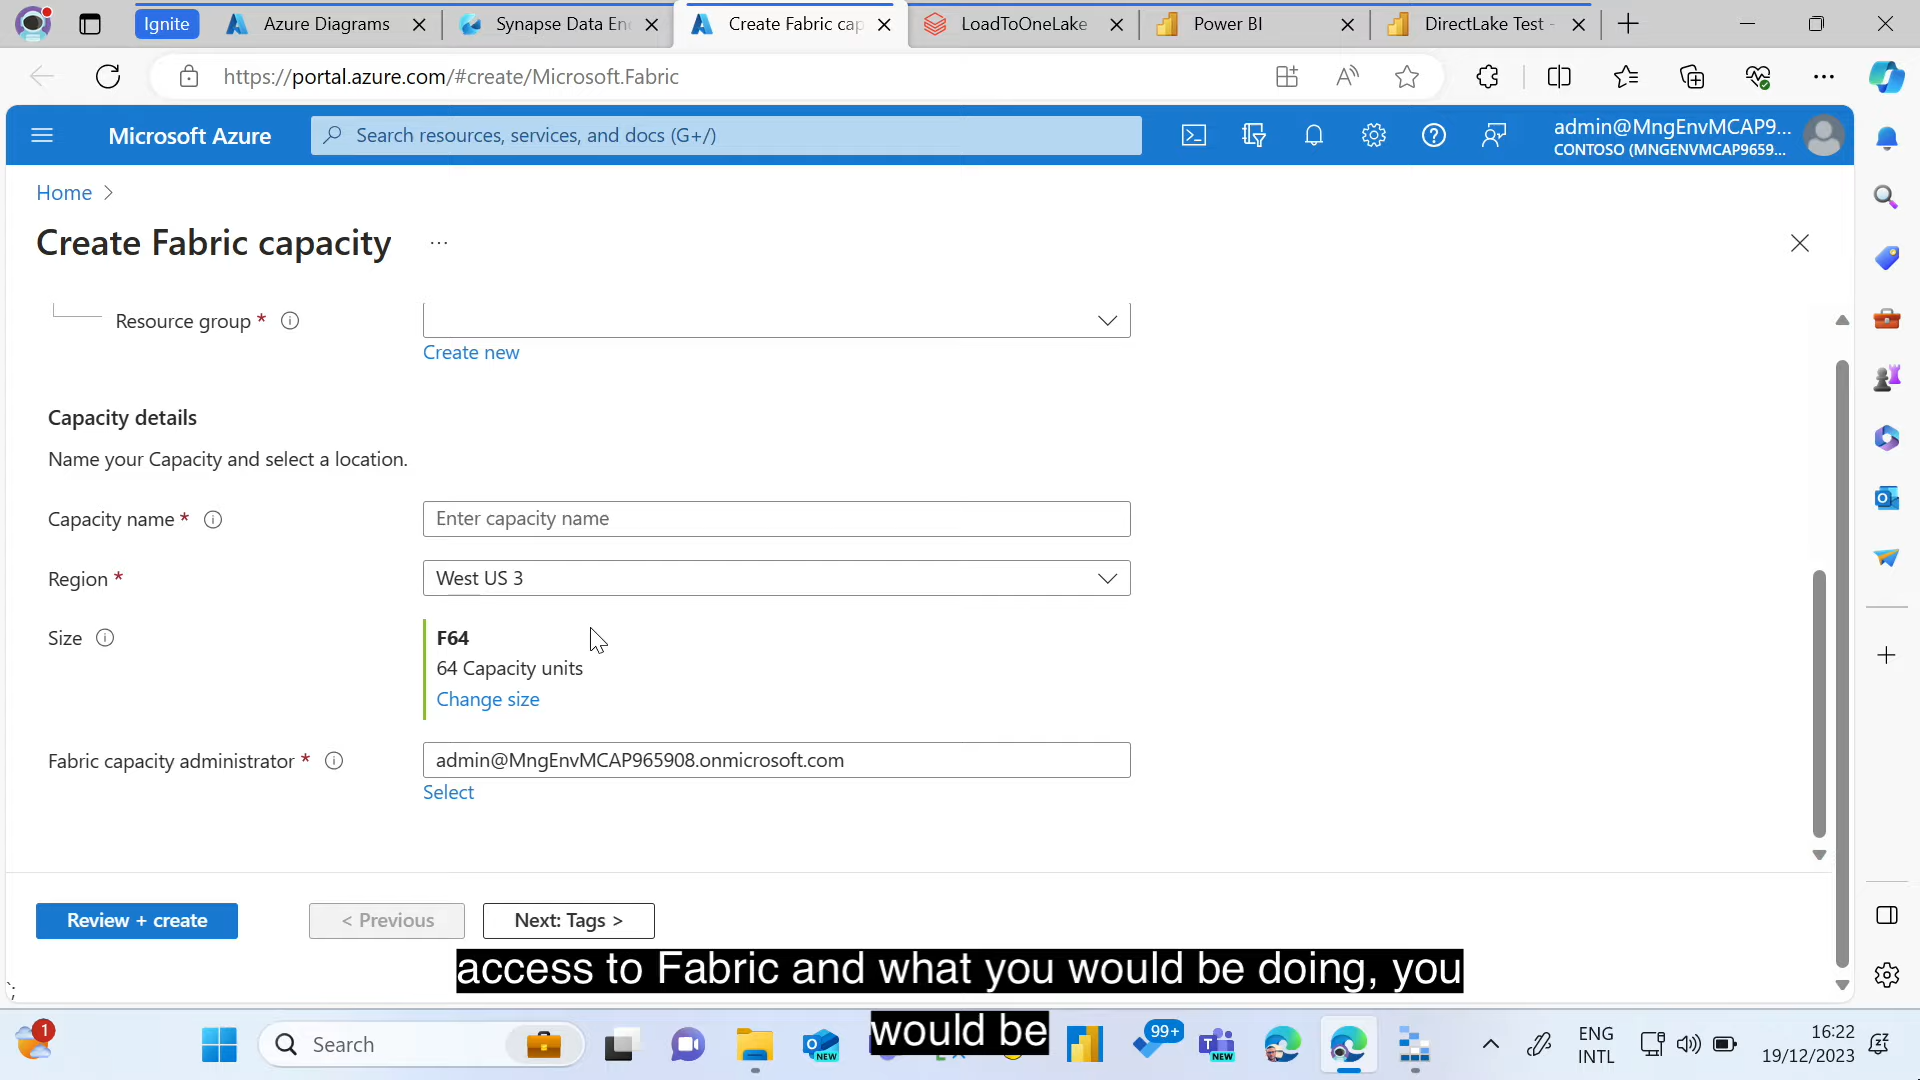 Ignite
Azure Diagrams
Synapse Data En
Create Fabric cap
LoadToOneLake
Power BI
DirectLake Test -
https://portal.azure.com/#create/Microsoft.Fabric
Microsoft Azure
Search resources, services, and docs (G+/)
admin@MngEnvMCAP9...
CONTOSO (MNGENVMCAP9659...
Home >
Create Fabric capacity ...
Resource group *
Create new
Capacity details
Name your Capacity and select a location.
Capacity name *
Enter capacity name
Region *
West US 3
Size
F64
64 Capacity units
Change size
Fabric capacity administrator *
admin@MngEnvMCAP965908.onmicrosoft.com
Select
Review + create
< Previous
Next: Tags >
access to Fabric and what you would be doing, you
would be
1
Search
NEW
99+
NEW
ENG
INTL
16:22
19/12/2023